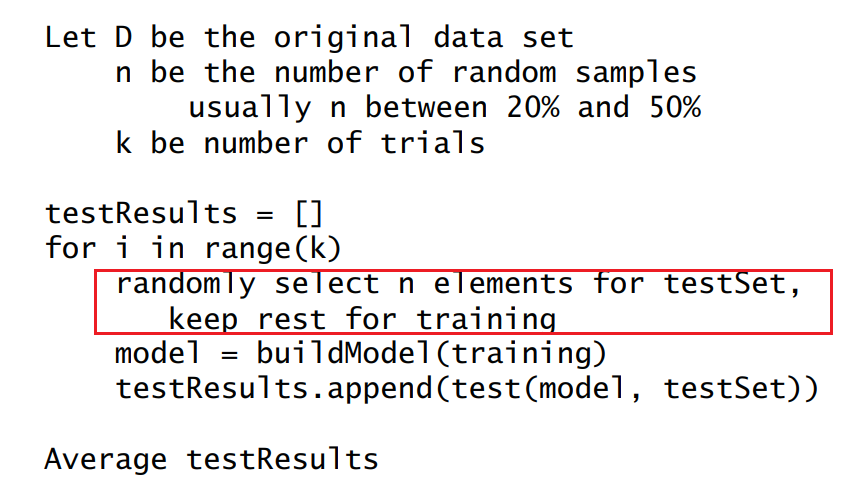 Let D be the original data set
n be the number of random samples
usually n between 20% and 50%
k be number of trials
testResults = []
for i in range(k)
randomly select n elements for testSet,
keep rest for training
model = buildModel(training)
testResults.append(test(model, testSet))
Average testResults